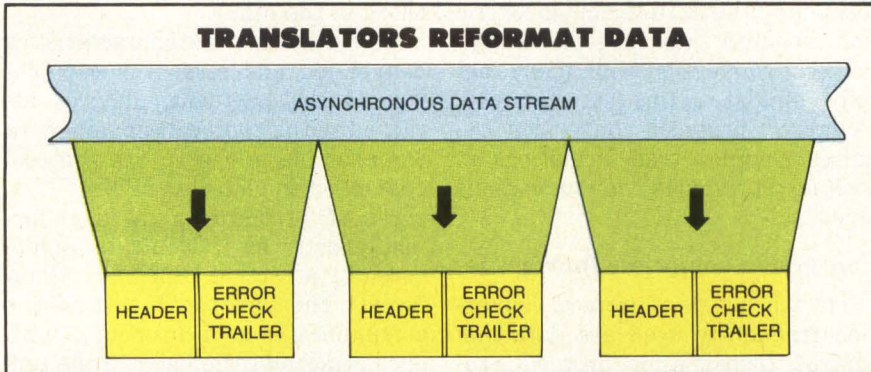 TRANSLATORS REFORMAT DATA
ASYNCHRONOUS DATA STREAM
HEADER
ERROR
CHECK
TRAILER
HEADER
ERROR
CHECK
TRAILER
HEADER
ERROR
CHECK
TRAILER